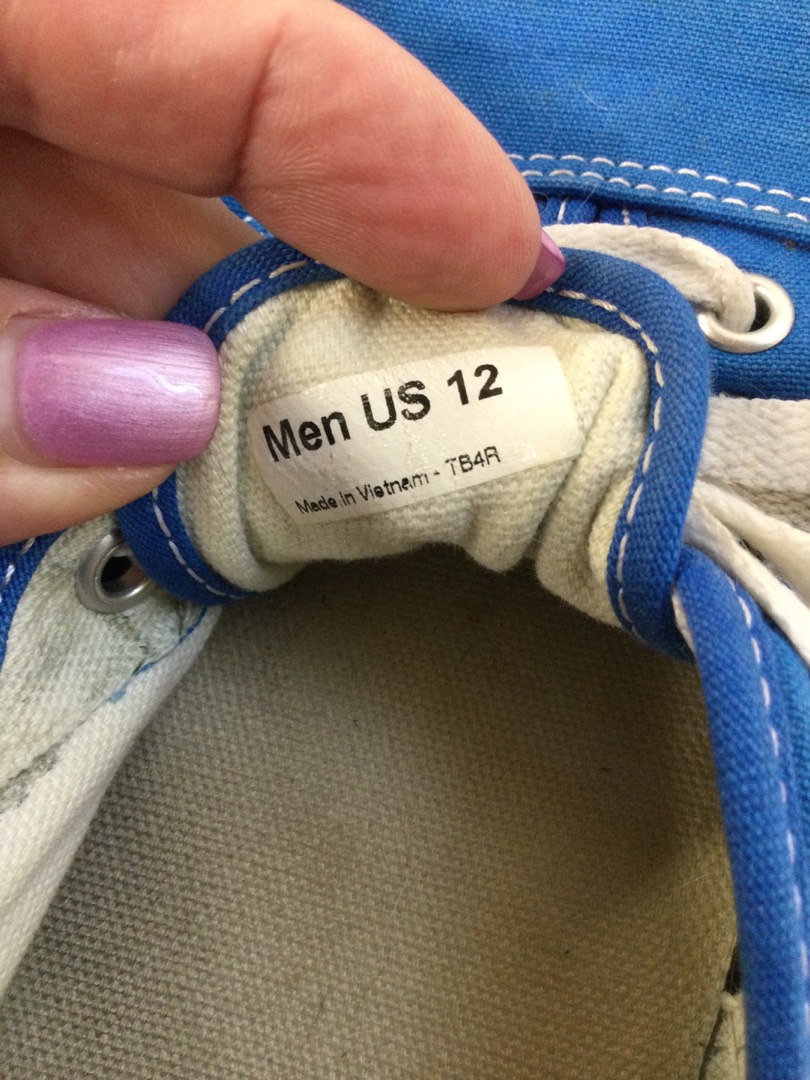 Men US 12
Made in Vietnam - TB4R